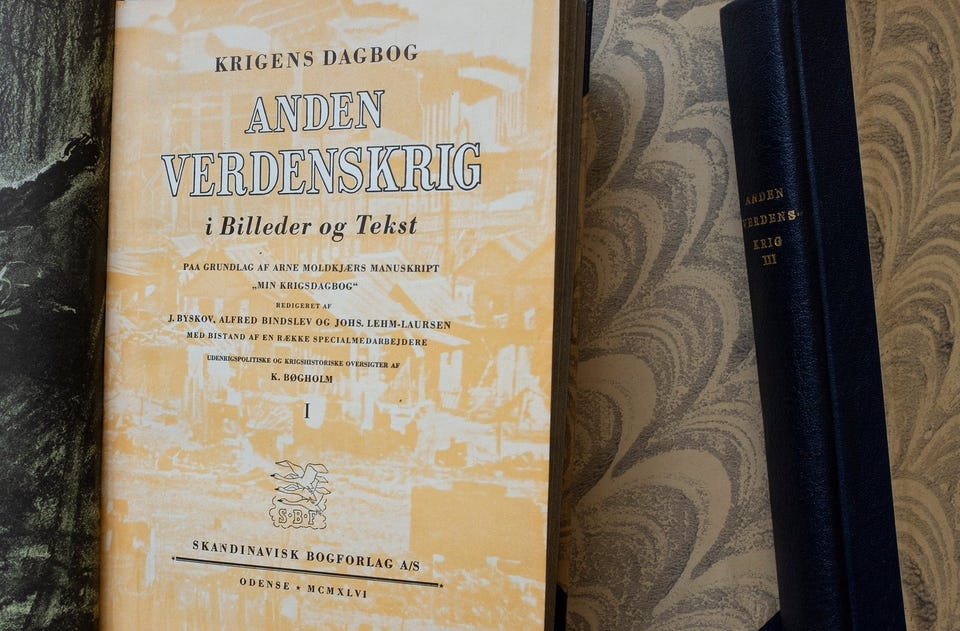 KRIGENS DAGBOG
ANDEN
VERDENSKRIG
i Billeder og Tekst
PAA GRUNDLAG AF ARNE MOLDKJÆRS MANUSKRIPT
„MIN KRIGSDAGBOG“
REDIGERET AF
J. BYSKOV, ALFRED BINDSLEV OG JOHS. LEHM-LAURSEN
MED BISTAND AF EN RÆKKE SPECIALMEDARBEJDERE
UDENRIGSPOLITISKE OG KRIGSHISTORISKE OVERSIGTER AF
K. BØGHOLM
I
S·B·F
SKANDINAVISK BOGFORLAG A/S
ODENSE ⋆ MCMXLVI
ANDEN
VERDENS-
KRIG
III